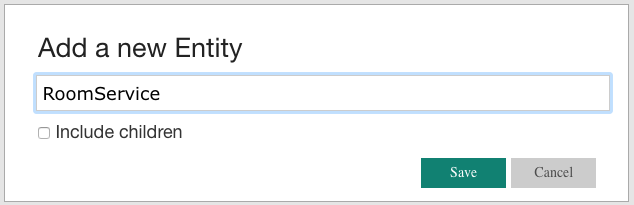 Add a new Entity
RoomService
Include children
Save Cancel